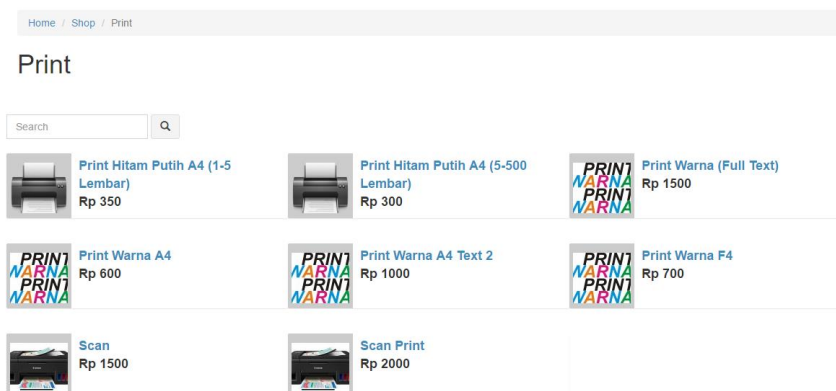 Home / Shop / Print
Print
Search
Print Hitam Putih A4 (1-5
Lembar)
Rp 350
Print Hitam Putih A4 (5-500
Lembar)
Rp 300
PRINT
WARNA
PRINT
WARNA
Print Warna (Full Text)
Rp 1500
PRINT
WARNA
PRINT
WARNA
Print Warna A4
Rp 600
PRINT
WARNA
PRINT
WARNA
Print Warna A4 Text 2
Rp 1000
PRINT
WARNA
PRINT
WARNA
Print Warna F4
Rp 700
Scan
Rp 1500
Scan Print
Rp 2000